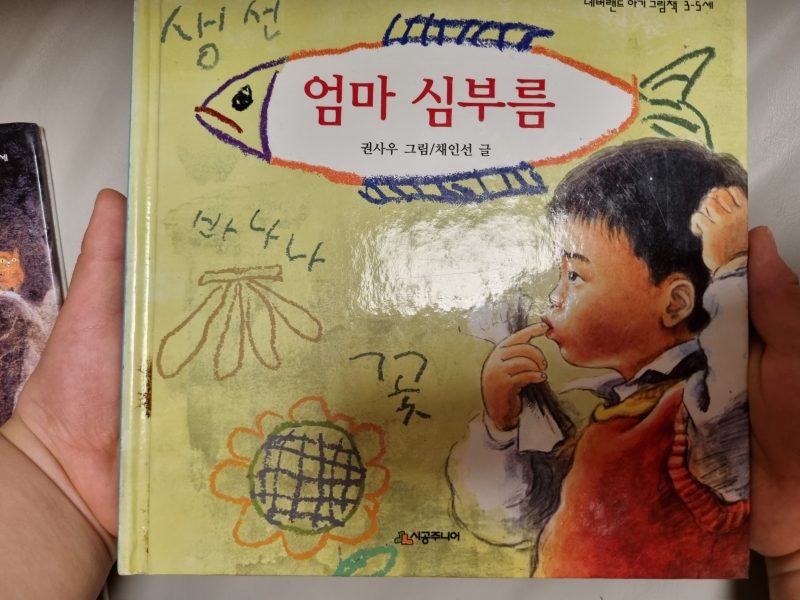 네버랜드 아기 그림책 3-5세
생선
엄마 심부름
권사우 그림/채인선 글
바나나
꽃
시공주니어
세